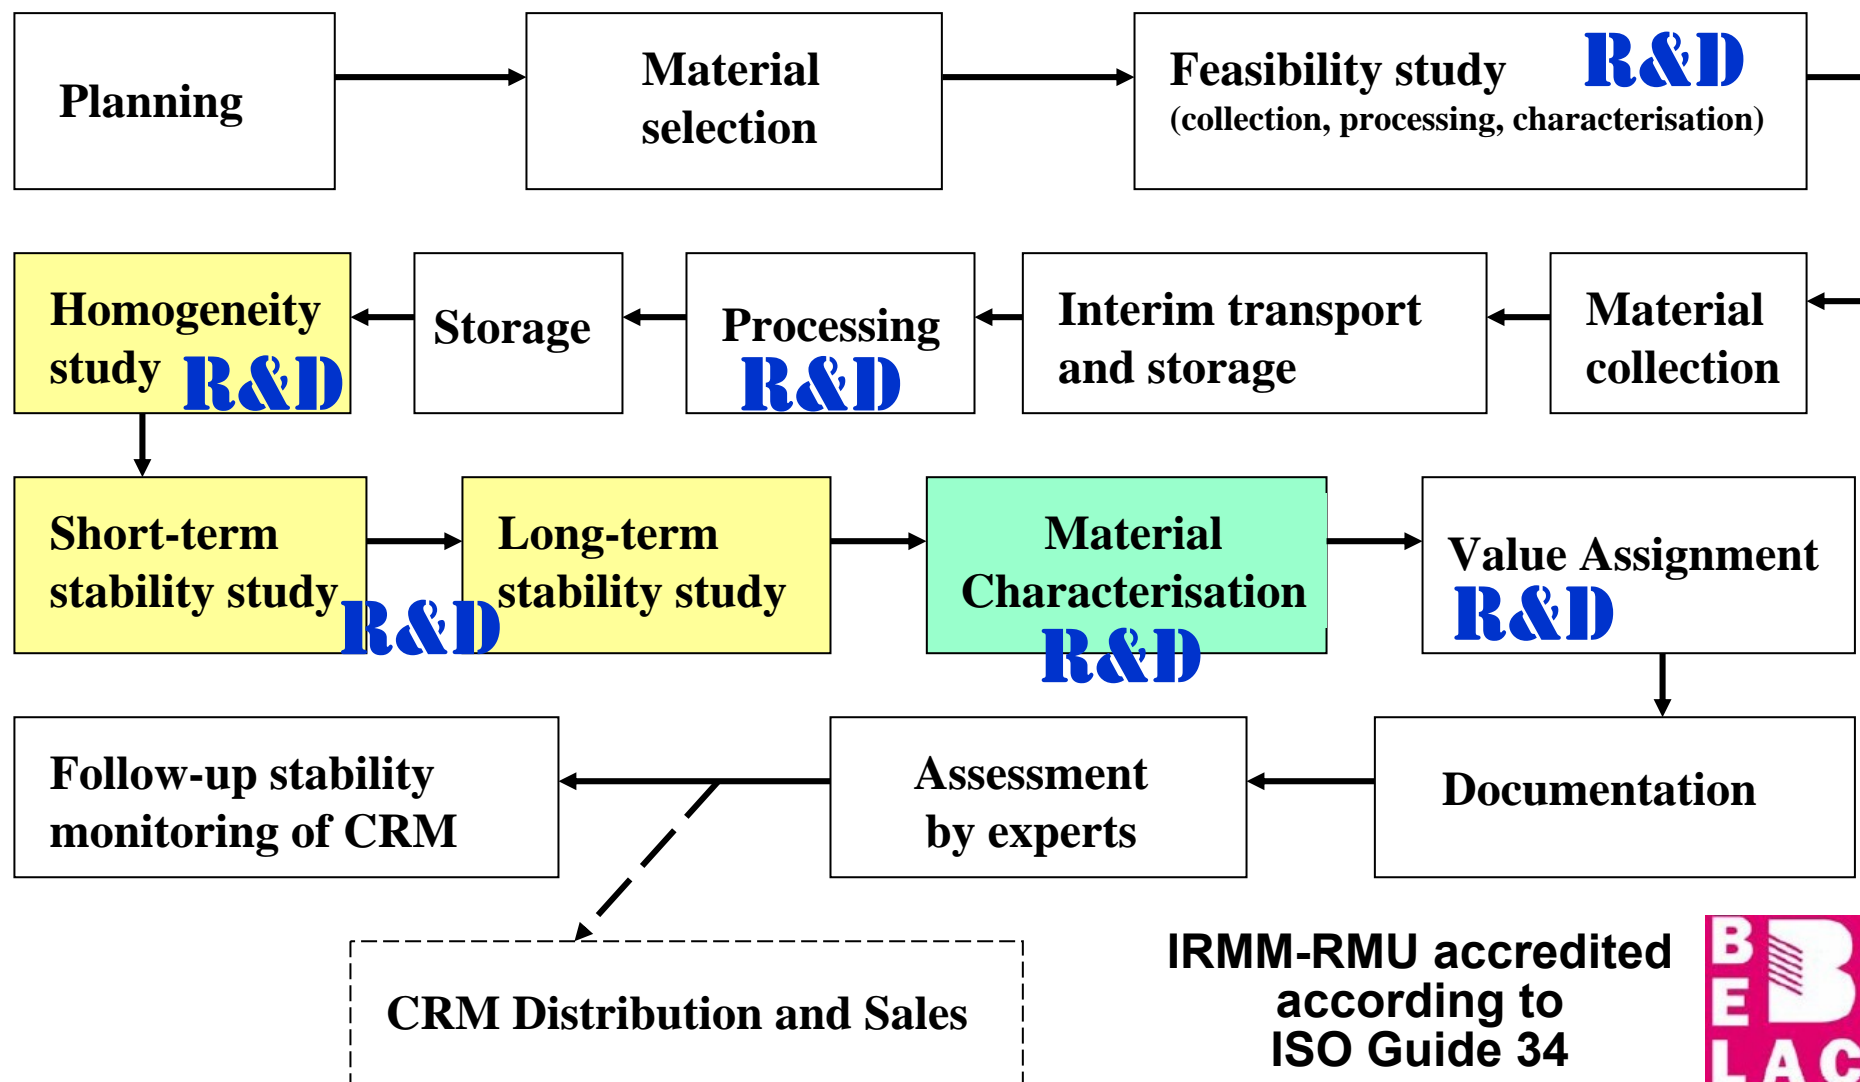 Planning
Material
selection
Feasibility study R&D
(collection, processing, characterisation)
Homogeneity
study R&D
Storage
Processing
R&D
Interim transport
and storage
Material
collection
Short-term
stability study
R&D
Long-term
stability study
Material
Characterisation
R&D
Value Assignment
R&D
Follow-up stability
monitoring of CRM
Assessment
by experts
Documentation
CRM Distribution and Sales
IRMM-RMU accredited
according to
ISO Guide 34
B
E
LAC